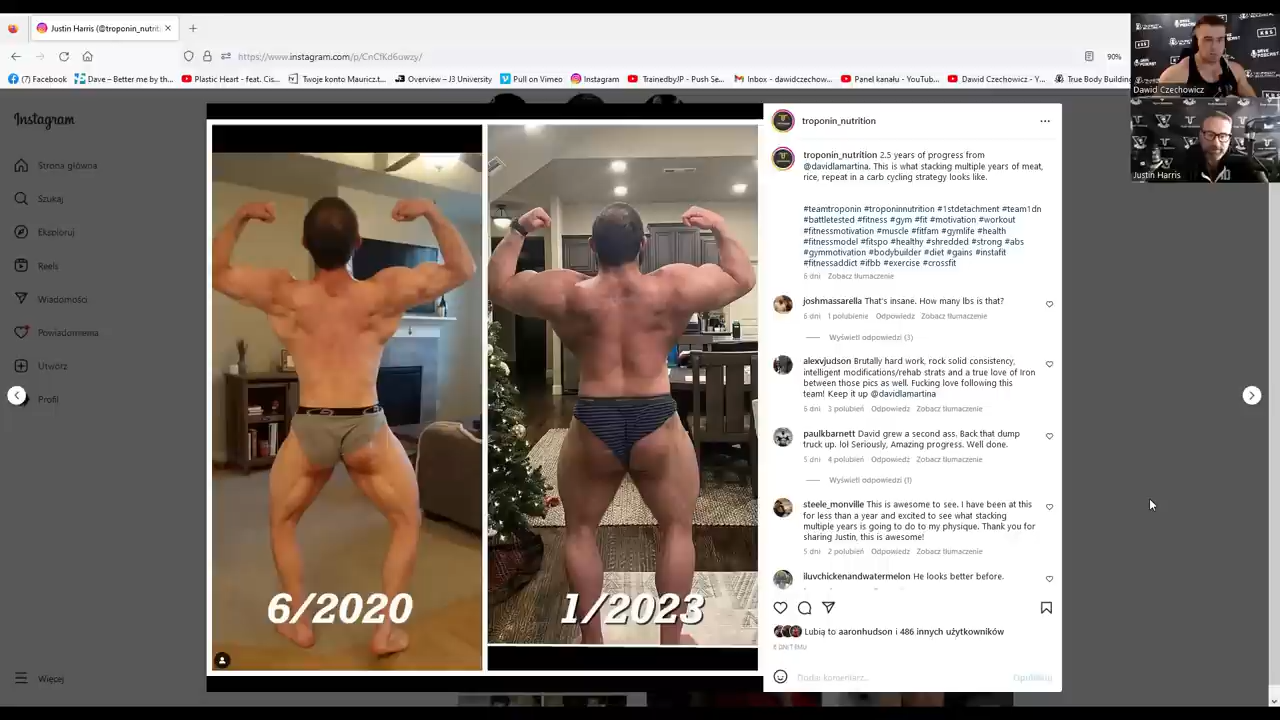 Justin Harris (@troponin_nutrit
https://www.instagram.com/p/CnCfKd6uwzy/
90%
(7) Facebook
Dave – Better me by th...
Plastic Heart - feat. Cis...
Twoje konto Mauricz.t...
Overview – J3 University
Pull on Vimeo
Instagram
TrainedbyJP - Push Se...
Inbox - dawidczechow...
Panel kanału - YouTub...
Dawid Czechowicz - Y...
True Body Building
Dawid Czechowicz
Justin Harris
Instagram
Strona główna
Szukaj
Eksploruj
Reels
Wiadomości
Powiadomienia
Utwórz
Profil
Więcej
6/2020
1/2023
troponin_nutrition
troponin_nutrition 2.5 years of progress from
@davidlamartina. This is what stacking multiple years of meat,
rice, repeat in a carb cycling strategy looks like.
#teamtroponin #troponinnutrition #1stdetachment #team1dn
#battletested #fitness #gym #fit #motivation #workout
#fitnessmotivation #muscle #fitfam #gymlife #health
#fitnessmodel #fitspo #healthy #shredded #strong #abs
#gymmotivation #bodybuilder #diet #gains #instafit
#fitnessaddict #ifbb #exercise #crossfit
6 dni Zobacz tłumaczenie
joshmassarella That's insane. How many lbs is that?
6 dni 1 polubienie Odpowiedz Zobacz tłumaczenie
Wyświetl odpowiedzi (3)
alexvjudson Brutally hard work, rock solid consistency,
intelligent modifications/rehab strats and a true love of Iron
between those pics as well. Fucking love following this
team! Keep it up @davidlamartina
6 dni 3 polubień Odpowiedz Zobacz tłumaczenie
paulkbarnett David grew a second ass. Back that dump
truck up. lol Seriously, Amazing progress. Well done.
5 dni 4 polubień Odpowiedz Zobacz tłumaczenie
Wyświetl odpowiedzi (1)
steele_monville This is awesome to see. I have been at this
for less than a year and excited to see what stacking
multiple years is going to do to my physique. Thank you for
sharing Justin, this is awesome!
5 dni 2 polubień Odpowiedz Zobacz tłumaczenie
iluvchickenandwatermelon He looks better before.
Lubią to aaronhudson i 486 innych użytkowników
6 DNI TEMU
Dodaj komentarz...
Opublikuj